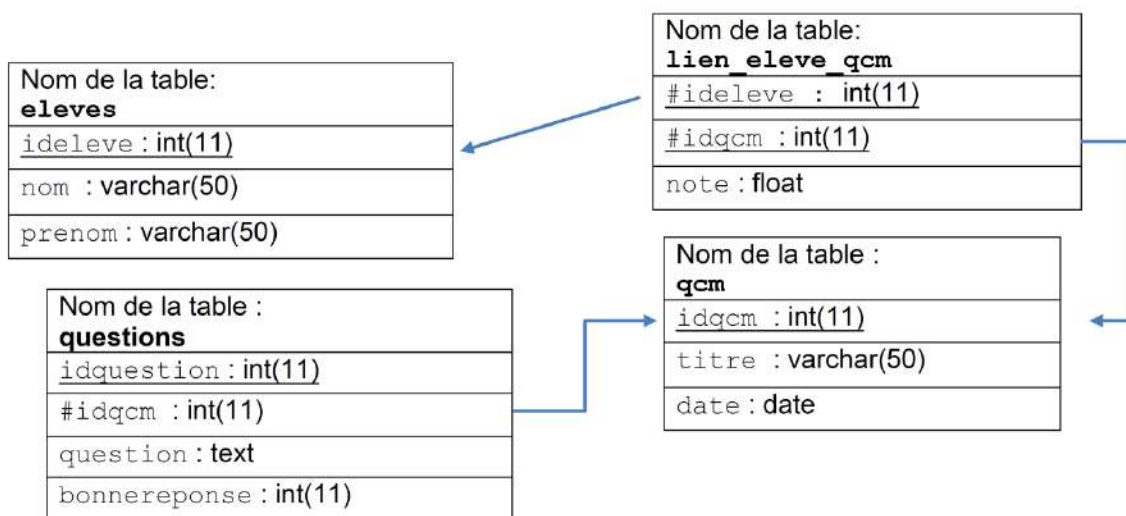 Nom de la table:
eleves
ideleve : int(11)
nom : varchar(50)
prenom : varchar(50)
Nom de la table:
lien_eleve_qcm
#ideleve : int(11)
#idqcm : int(11)
note : float
Nom de la table :
questions
idquestion : int(11)
#idqcm : int(11)
question : text
bonnereponse : int(11)
Nom de la table :
qcm
idqcm : int(11)
titre : varchar(50)
date : date